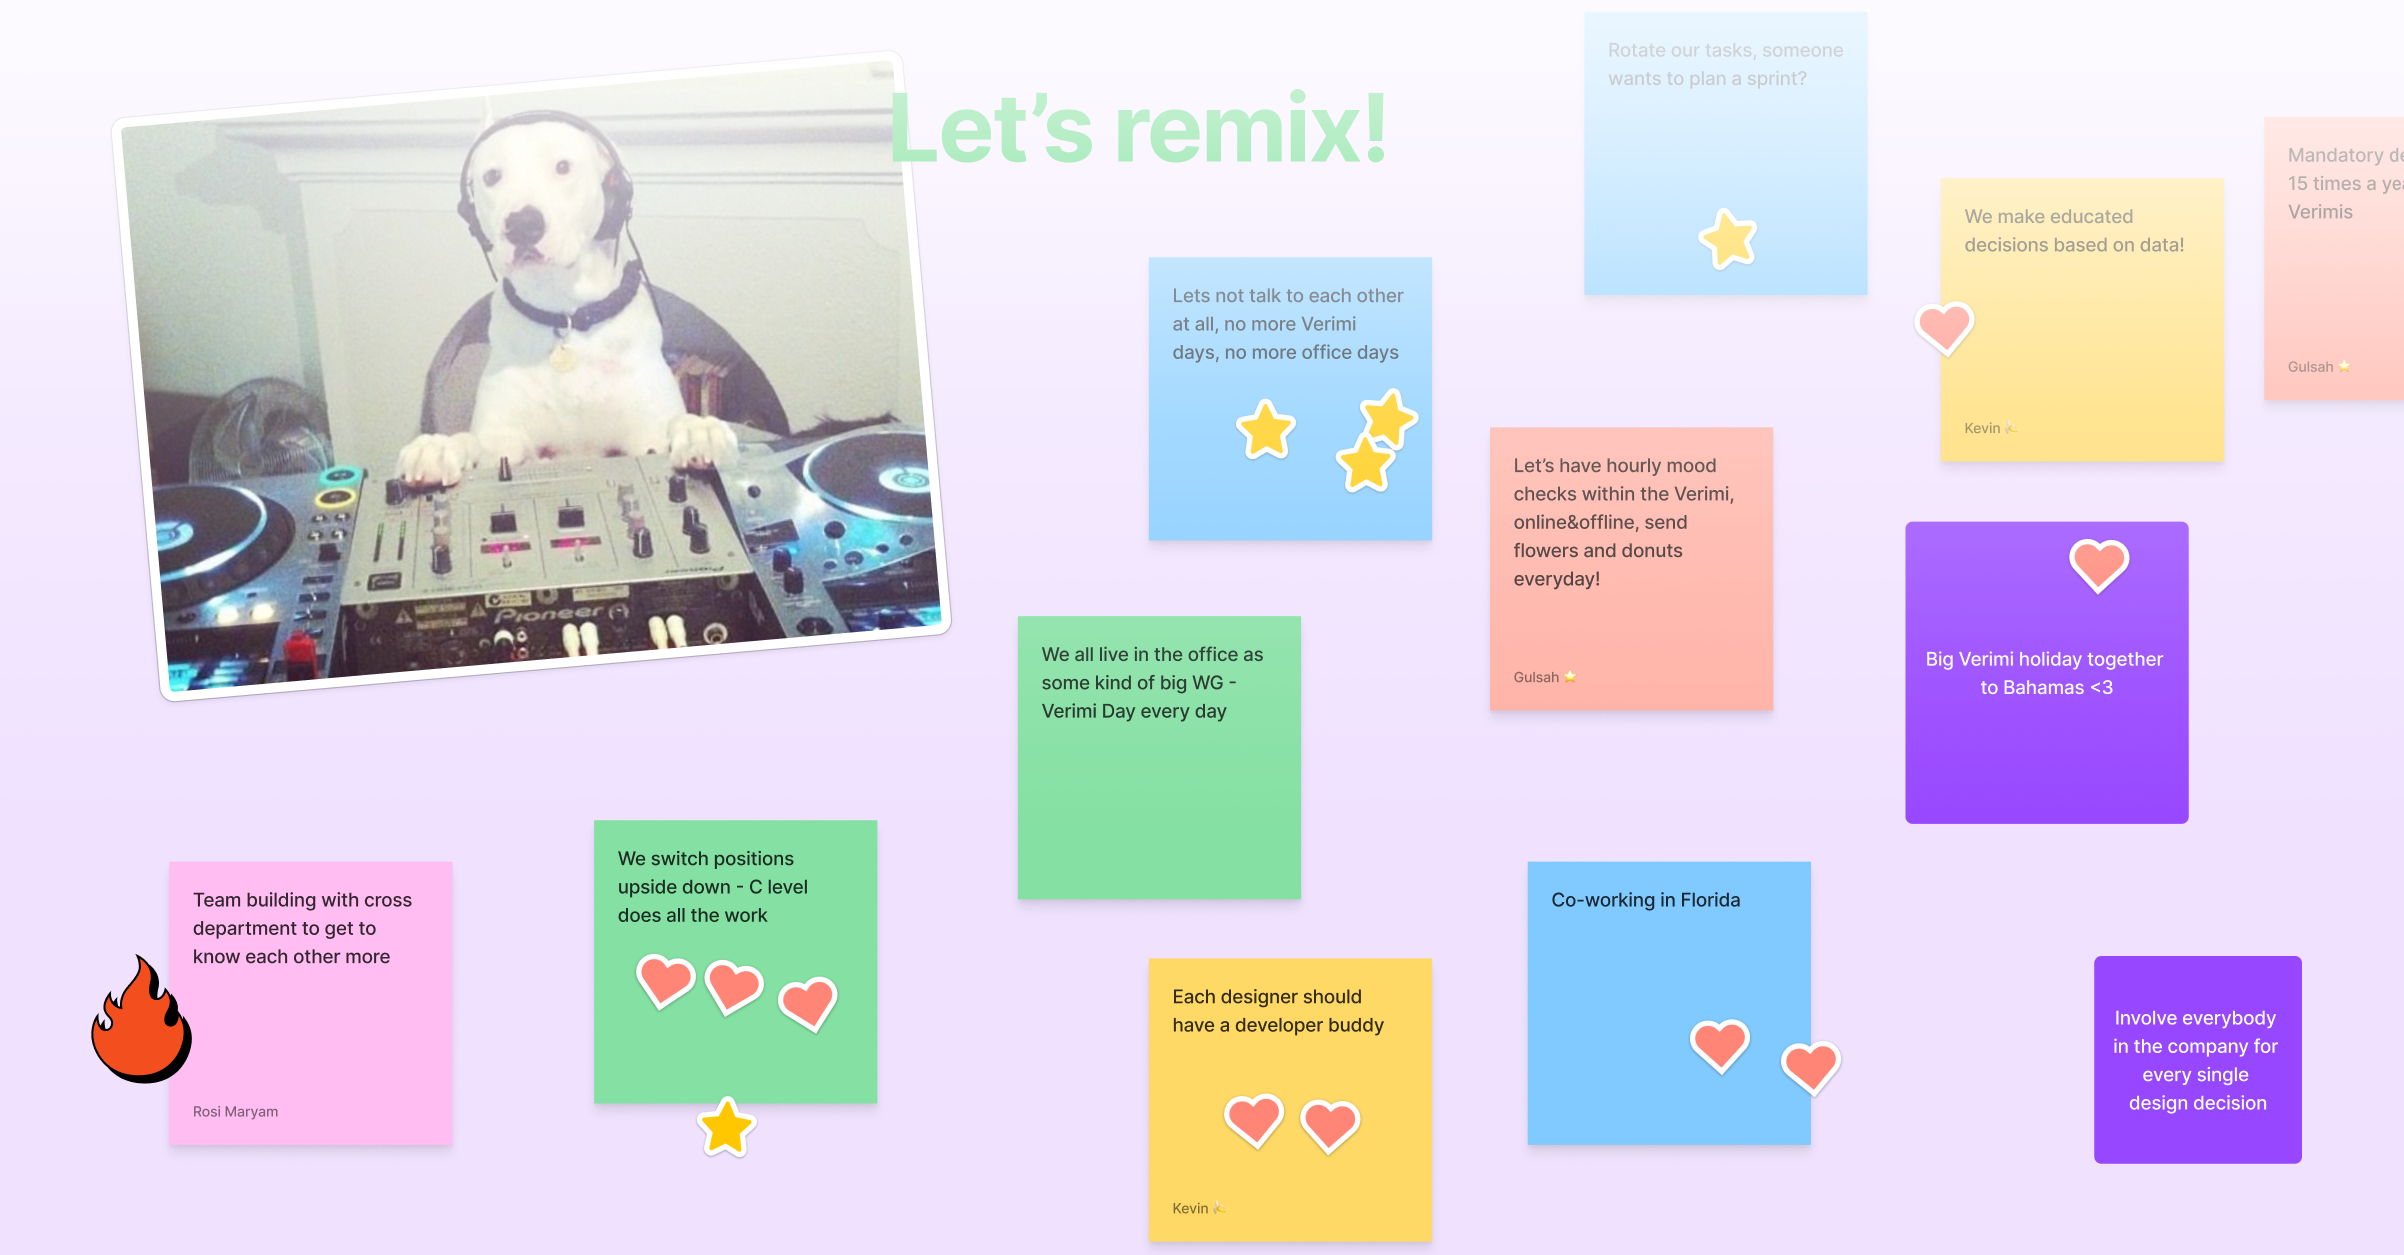 Let's remix!
Rotate our tasks, someone
wants to plan a sprint?
Mandatory
15 times a
Verimis
Gulsah
We make educated
decisions based on data!
Kevin
Lets not talk to each other
at all, no more Verimi
days, no more office days
Let's have hourly mood
checks within the Verimi,
online&offline, send
flowers and donuts
everyday!
Gulsah
Big Verimi holiday together
to Bahamas <3
We all live in the office as
some kind of big WG -
Verimi Day every day
Pioneer
Team building with cross
department to get to
know each other more
Rosi Maryam
We switch positions
upside down - C level
does all the work
Each designer should
have a developer buddy
Kevin
Co-working in Florida
Involve everybody
in the company for
every single
design decision